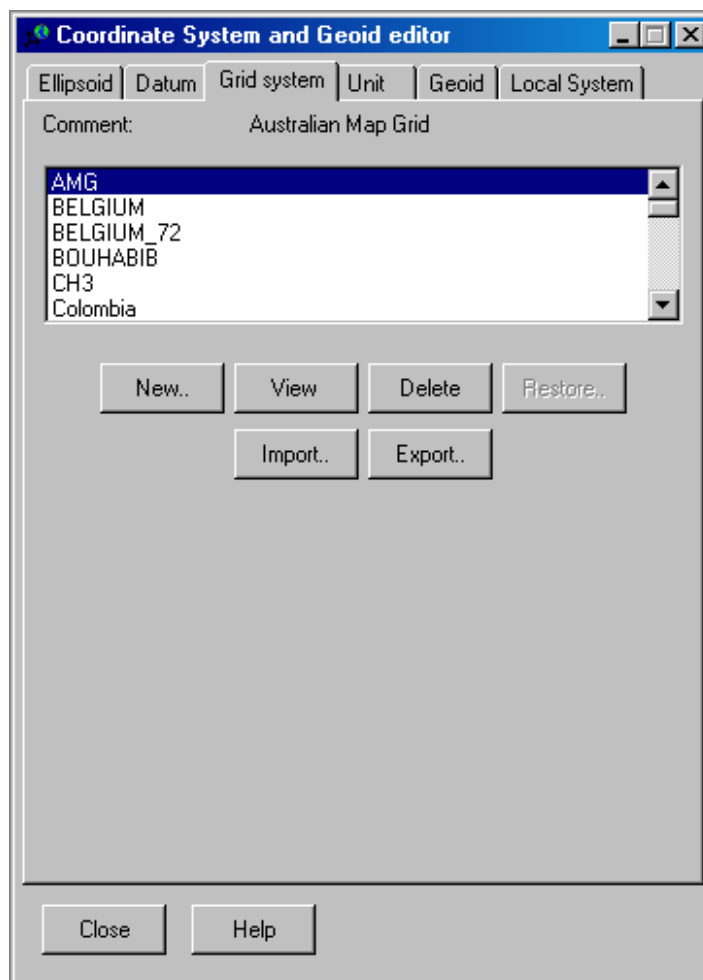 Coordinate System and Geoid editor
Ellipsoid Datum Grid system Unit Geoid Local System
Comment: Australian Map Grid
AMG
BELGIUM
BELGIUM_72
BOUHABIB
CH3
Colombia
New.. View Delete Restore..
Import.. Export..
Close Help